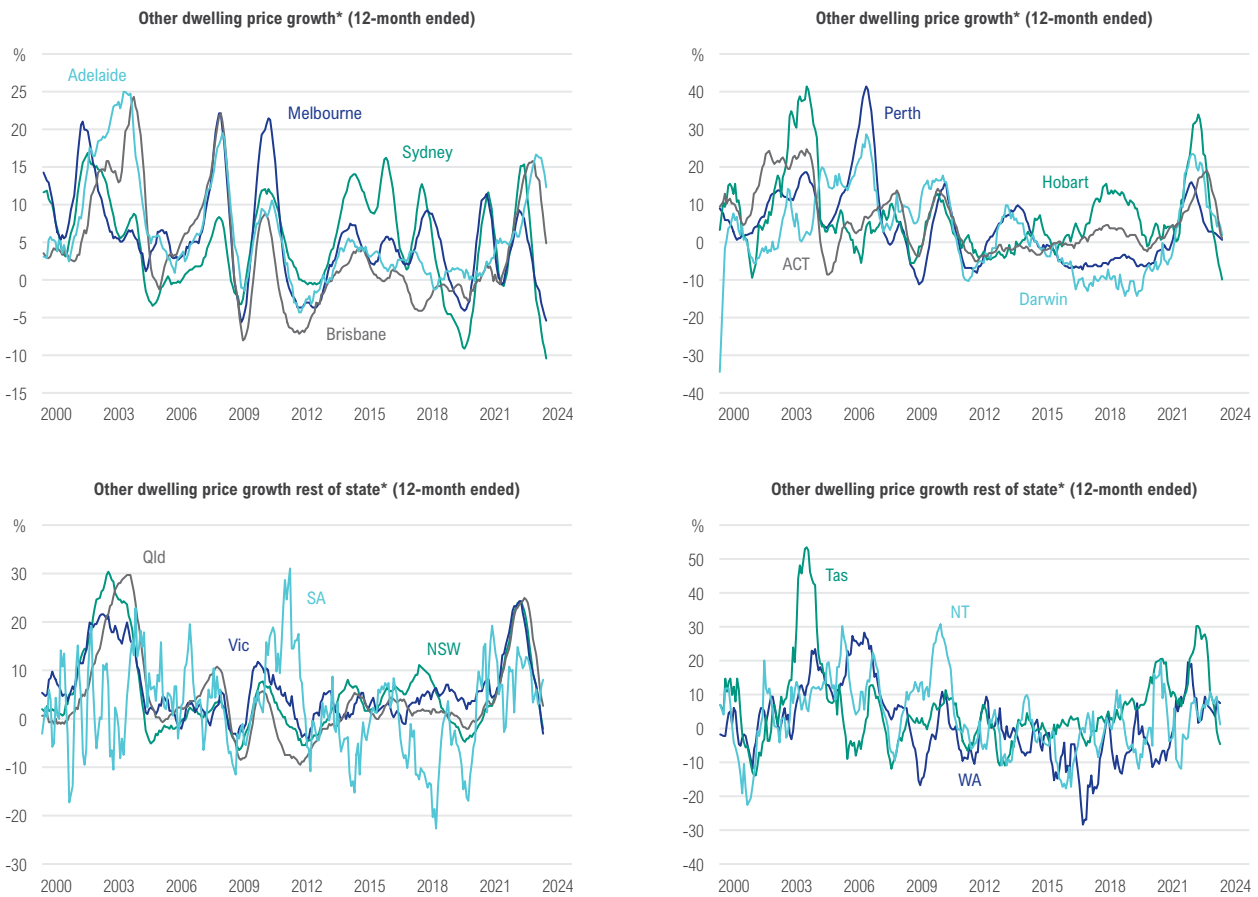 Other dwelling price growth* (12-month ended)
%
25
20
15
10
5
0
-5
-10
-15
Adelaide
Melbourne
Sydney
Brisbane
2000 2003 2006 2009 2012 2015 2018 2021 2024
Other dwelling price growth* (12-month ended)
%
50
40
30
20
10
0
-10
-20
-30
-40
Perth
Hobart
ACT
Darwin
2000 2003 2006 2009 2012 2015 2018 2021 2024
Other dwelling price growth rest of state* (12-month ended)
%
30
20
10
0
-10
-20
-30
Qld
SA
Vic
NSW
2000 2003 2006 2009 2012 2015 2018 2021 2024
Other dwelling price growth rest of state* (12-month ended)
%
50
40
30
20
10
0
-10
-20
-30
-40
Tas
NT
WA
2000 2003 2006 2009 2012 2015 2018 2021 2024